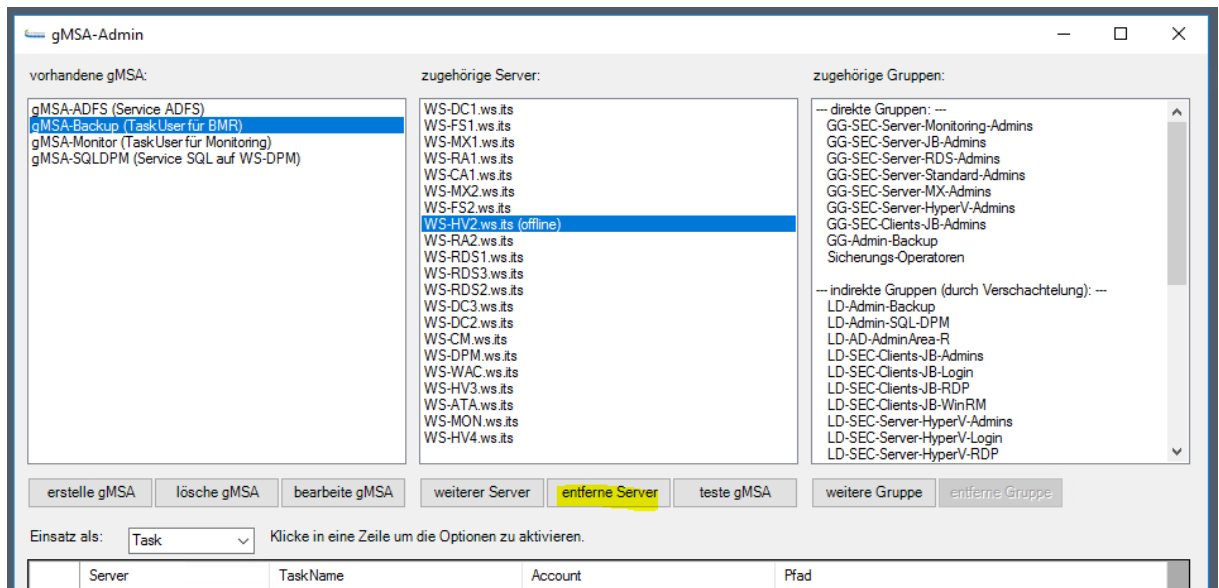 gMSA-Admin
vorhandene gMSA:
gMSA-ADFS (Service ADFS)
gMSA-Backup (TaskUser für BMR)
gMSA-Monitor (TaskUser für Monitoring)
gMSA-SQLDPM (Service SQL auf WS-DPM)
zugehörige Server:
WS-DC1.ws.its
WS-FS1.ws.its
WS-MX1.ws.its
WS-RA1.ws.its
WS-CA1.ws.its
WS-MX2.ws.its
WS-FS2.ws.its
WS-HV2.ws.its (offline)
WS-RA2.ws.its
WS-RDS1.ws.its
WS-RDS3.ws.its
WS-RDS2.ws.its
WS-DC3.ws.its
WS-DC2.ws.its
WS-CM.ws.its
WS-DPM.ws.its
WS-WAC.ws.its
WS-HV3.ws.its
WS-ATA.ws.its
WS-MON.ws.its
WS-HV4.ws.its
zugehörige Gruppen:
--- direkte Gruppen: ---
GG-SEC-Server-Monitoring-Admins
GG-SEC-Server-JB-Admins
GG-SEC-Server-RDS-Admins
GG-SEC-Server-Standard-Admins
GG-SEC-Server-MX-Admins
GG-SEC-Server-HyperV-Admins
GG-SEC-Clients-JB-Admins
GG-Admin-Backup
Sicherungs-Operatoren
--- indirekte Gruppen (durch Verschachtelung): ---
LD-Admin-Backup
LD-Admin-SQL-DPM
LD-AD-AdminArea-R
LD-SEC-Clients-JB-Admins
LD-SEC-Clients-JB-Login
LD-SEC-Clients-JB-RDP
LD-SEC-Clients-JB-WinRM
LD-SEC-Server-HyperV-Admins
LD-SEC-Server-HyperV-Login
LD-SEC-Server-HyperV-RDP
erstelle gMSA lösche gMSA bearbeite gMSA weiterer Server entferne Server teste gMSA weitere Gruppe entferne Gruppe
Einsatz als: Task Klicke in eine Zeile um die Optionen zu aktivieren.
Server TaskName Account Pfad